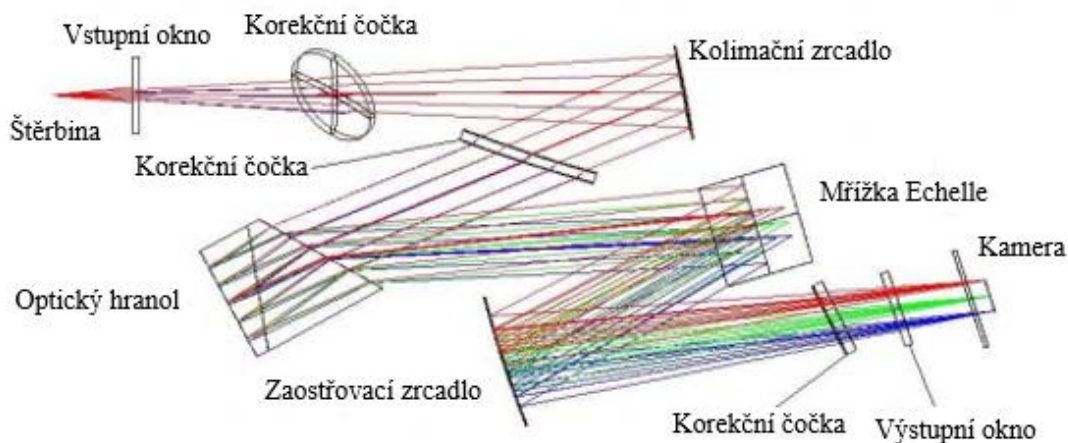 Korekční čočka
Vstupní okno
Kolimační zrcadlo
Štěrbina
Korekční čočka
Mřížka Echelle
Kamera
Optický hranol
Zaostřovací zrcadlo
Korekční čočka
Výstupní okno